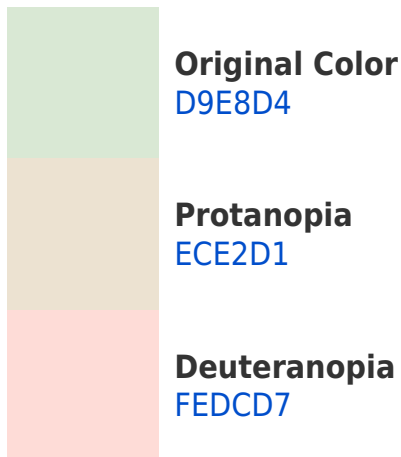 Original Color
D9E8D4
Protanopia
ECE2D1
Deuteranopia
FEDCD7